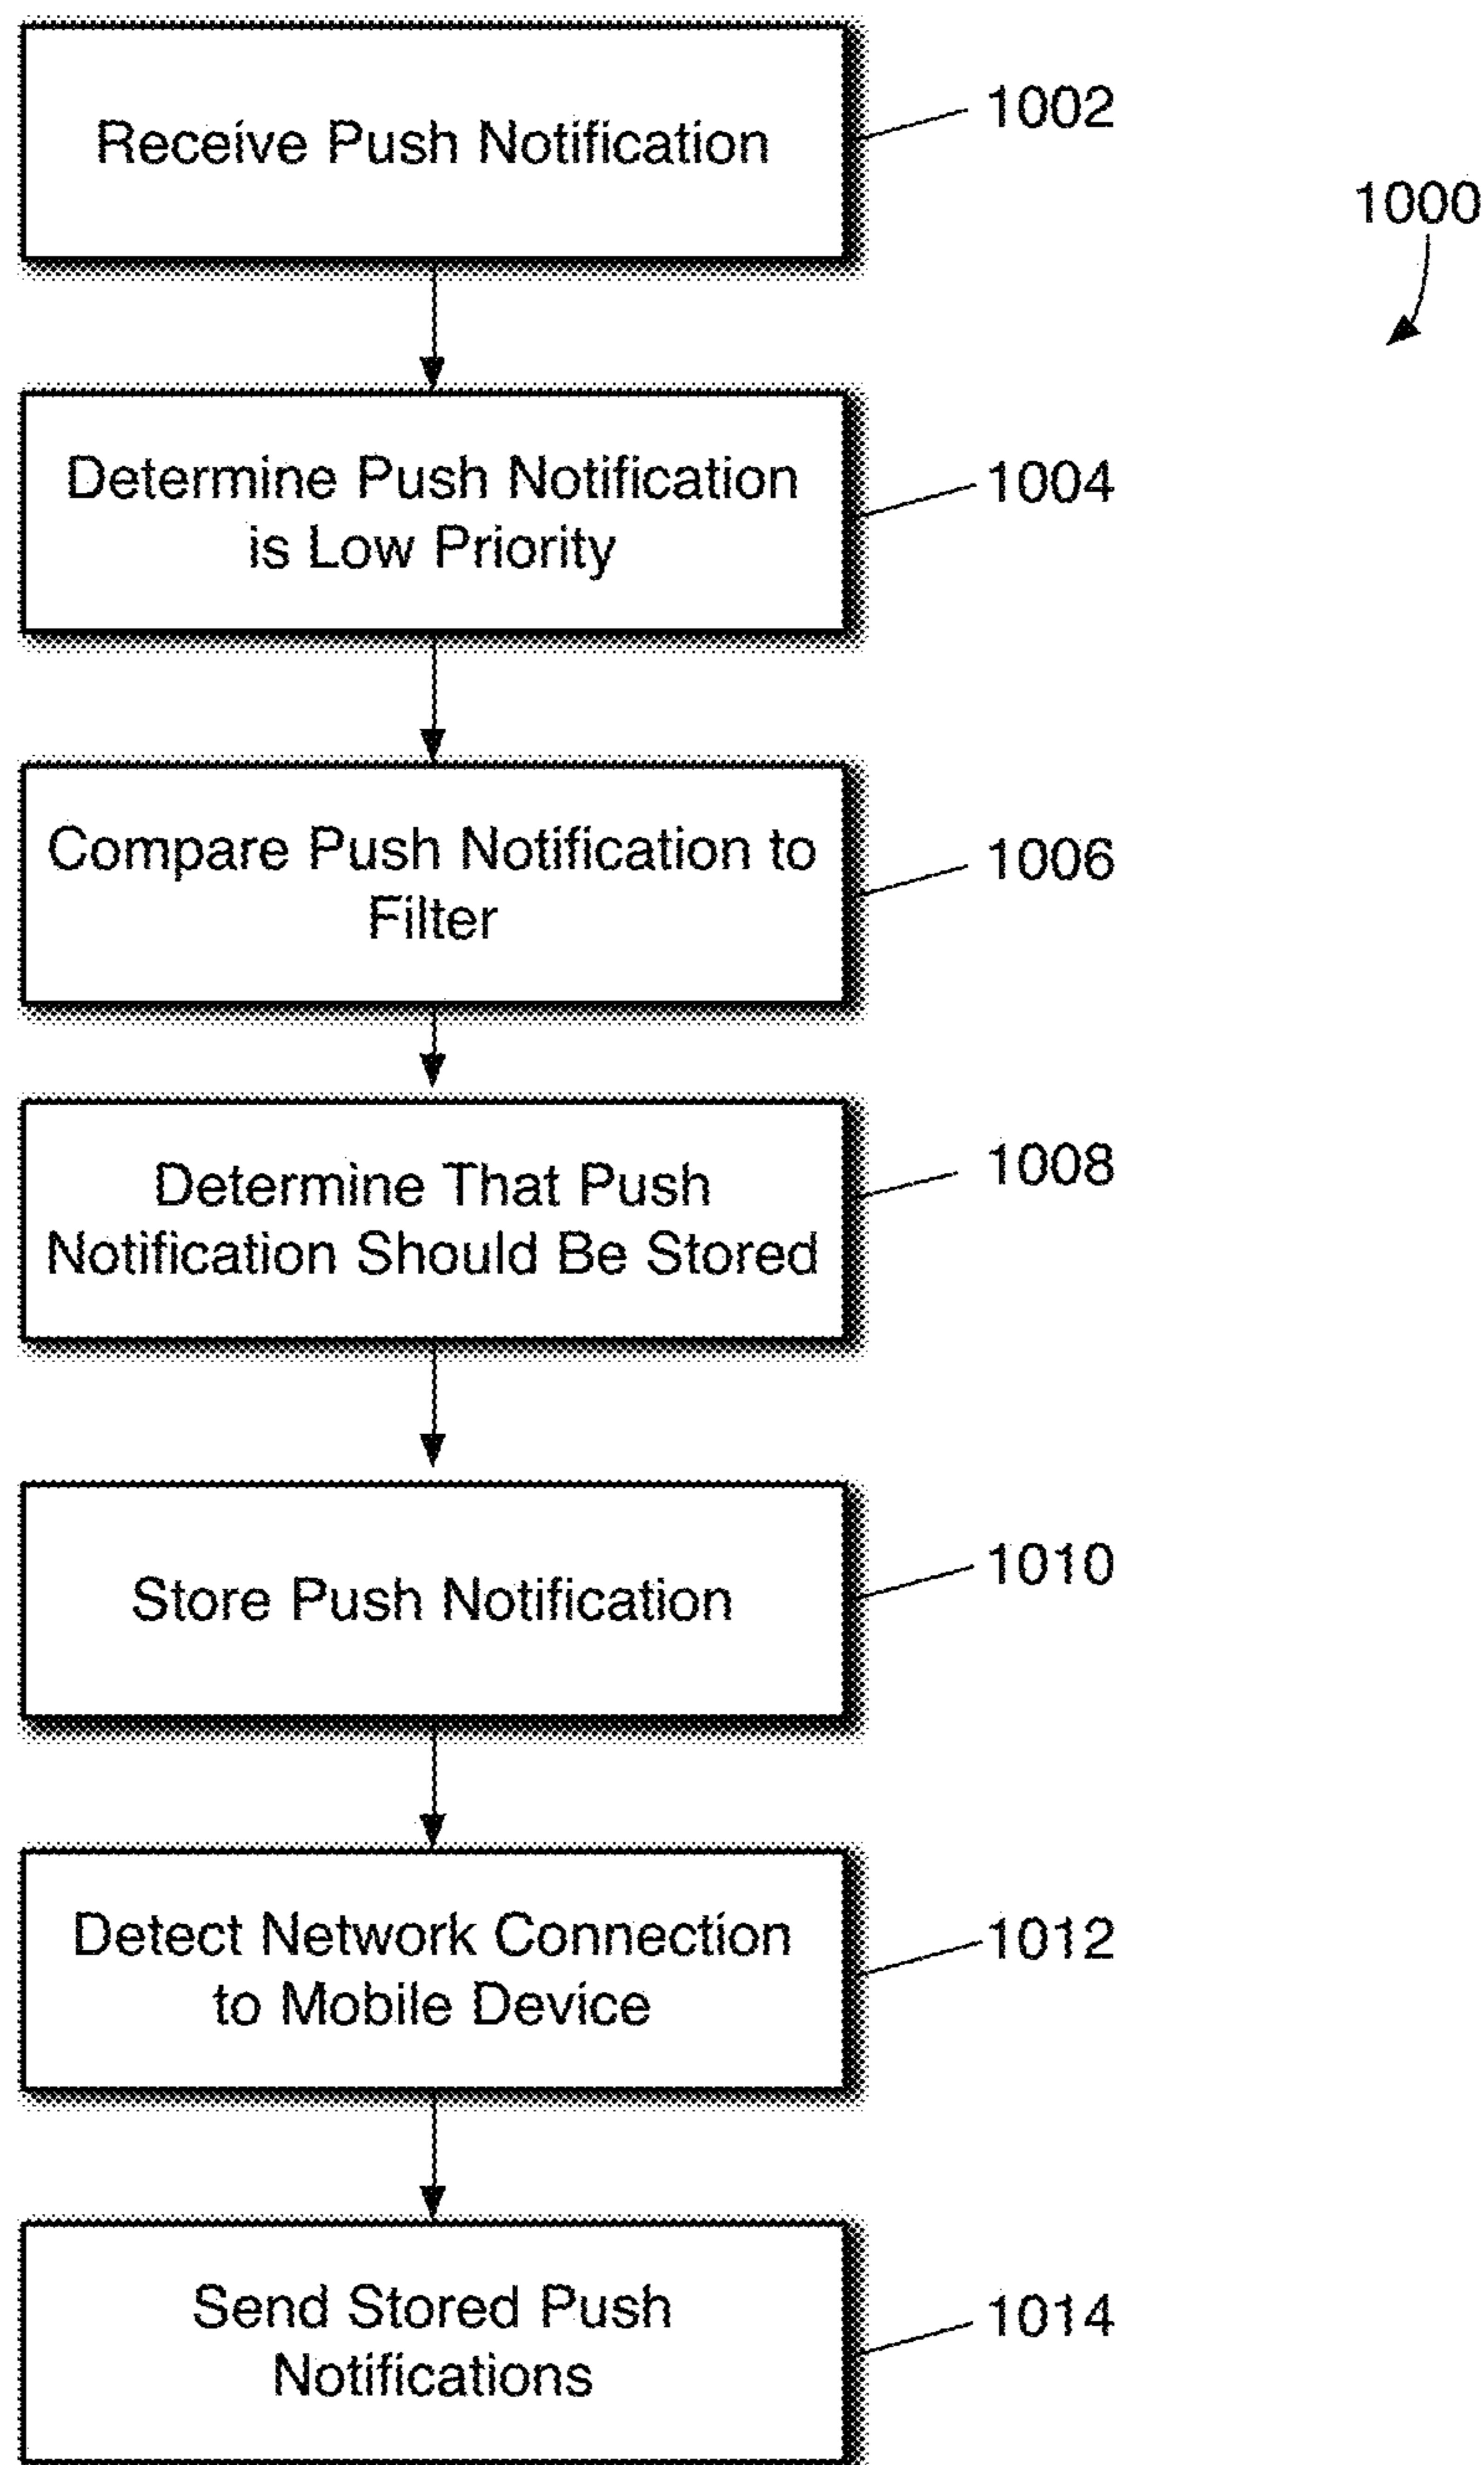 Receive Push Notification
1002
1000
Determine Push Notification
is Low Priority
1004
Compare Push Notification to
Filter
1006
Determine That Push
Notification Should Be Stored
1008
Store Push Notification
1010
Detect Network Connection
to Mobile Device
1012
Send Stored Push
Notifications
1014